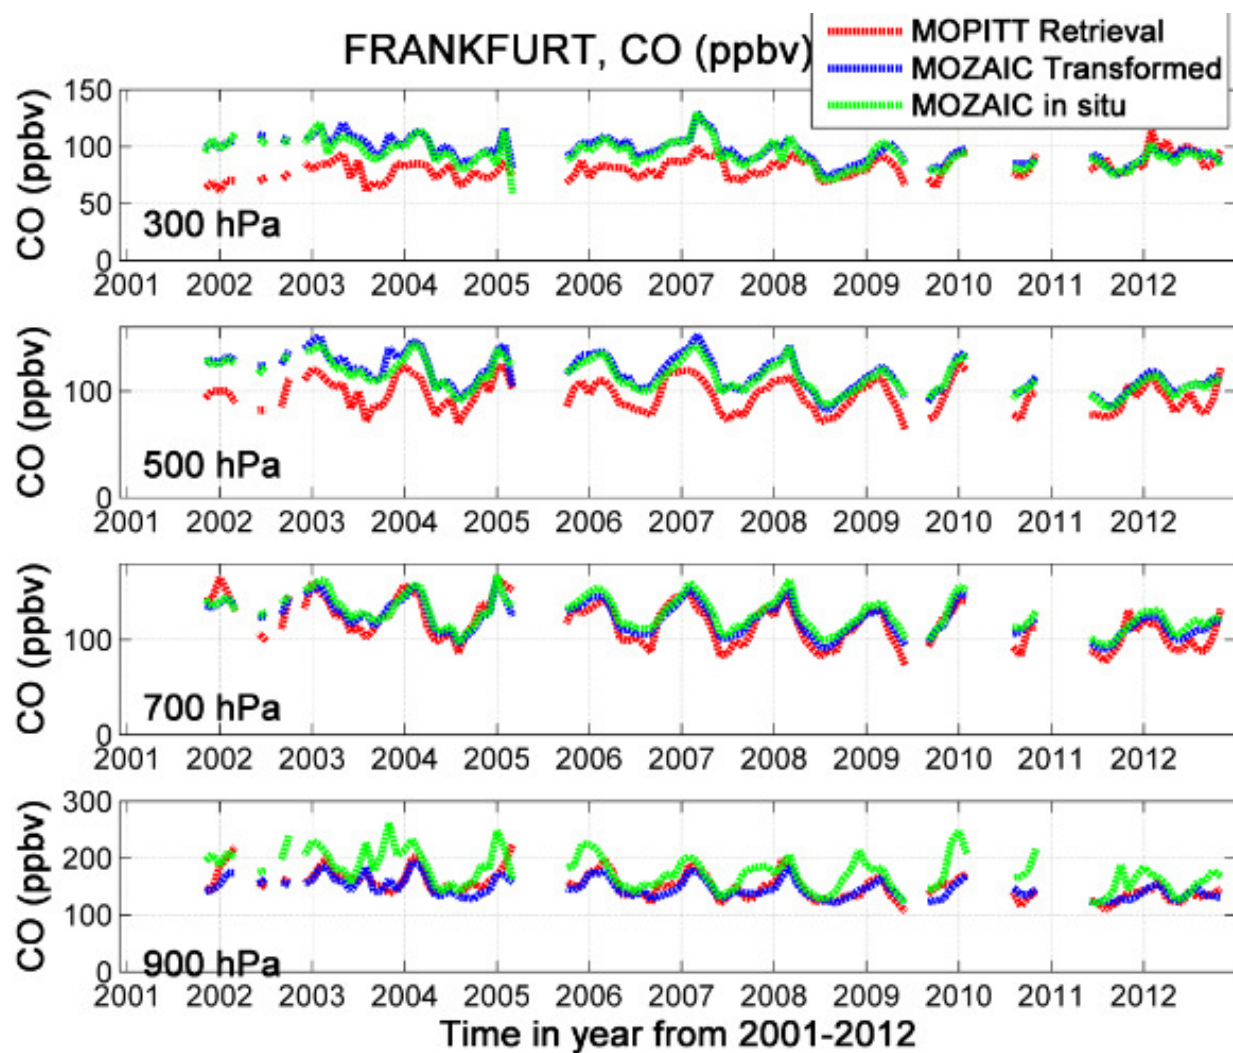 FRANKFURT, CO (ppbv)
MOPITT Retrieval
MOZAIC Transformed
MOZAIC in situ
CO (ppbv)
150
100
50
0
300 hPa
2001 2002 2003 2004 2005 2006 2007 2008 2009 2010 2011 2012
CO (ppbv)
100
0
500 hPa
2001 2002 2003 2004 2005 2006 2007 2008 2009 2010 2011 2012
CO (ppbv)
100
0
700 hPa
2001 2002 2003 2004 2005 2006 2007 2008 2009 2010 2011 2012
CO (ppbv)
300
200
100
0
900 hPa
2001 2002 2003 2004 2005 2006 2007 2008 2009 2010 2011 2012
Time in year from 2001-2012